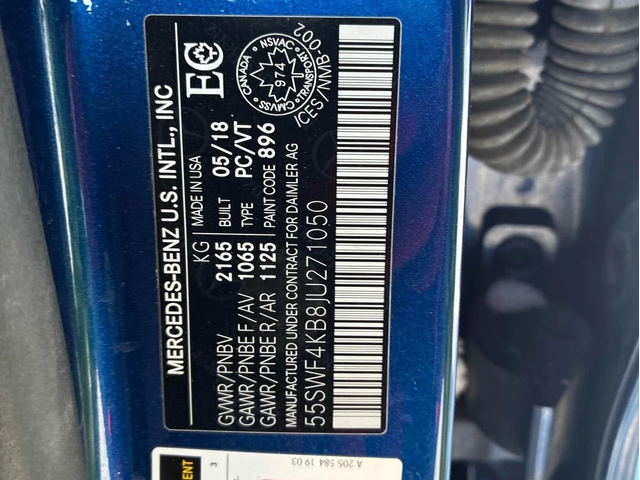 MERCEDES-BENZ U.S. INTL., INC
KG MADE IN USA
GVWR/PNBV 2165 BUILT 05/18
GAWR/PNBE F/AV 1065 TYPE PC/VT
GAWR/PNBE R/AR 1125 PAINT CODE 896
MANUFACTURED UNDER CONTRACT FOR DAIMLER AG
55SWF4KB8JU271050
EC
CANADA
NSVAC
974
CMVSS
TRANSPORT
ICES/NMB-002
A 205 584 19 03
3